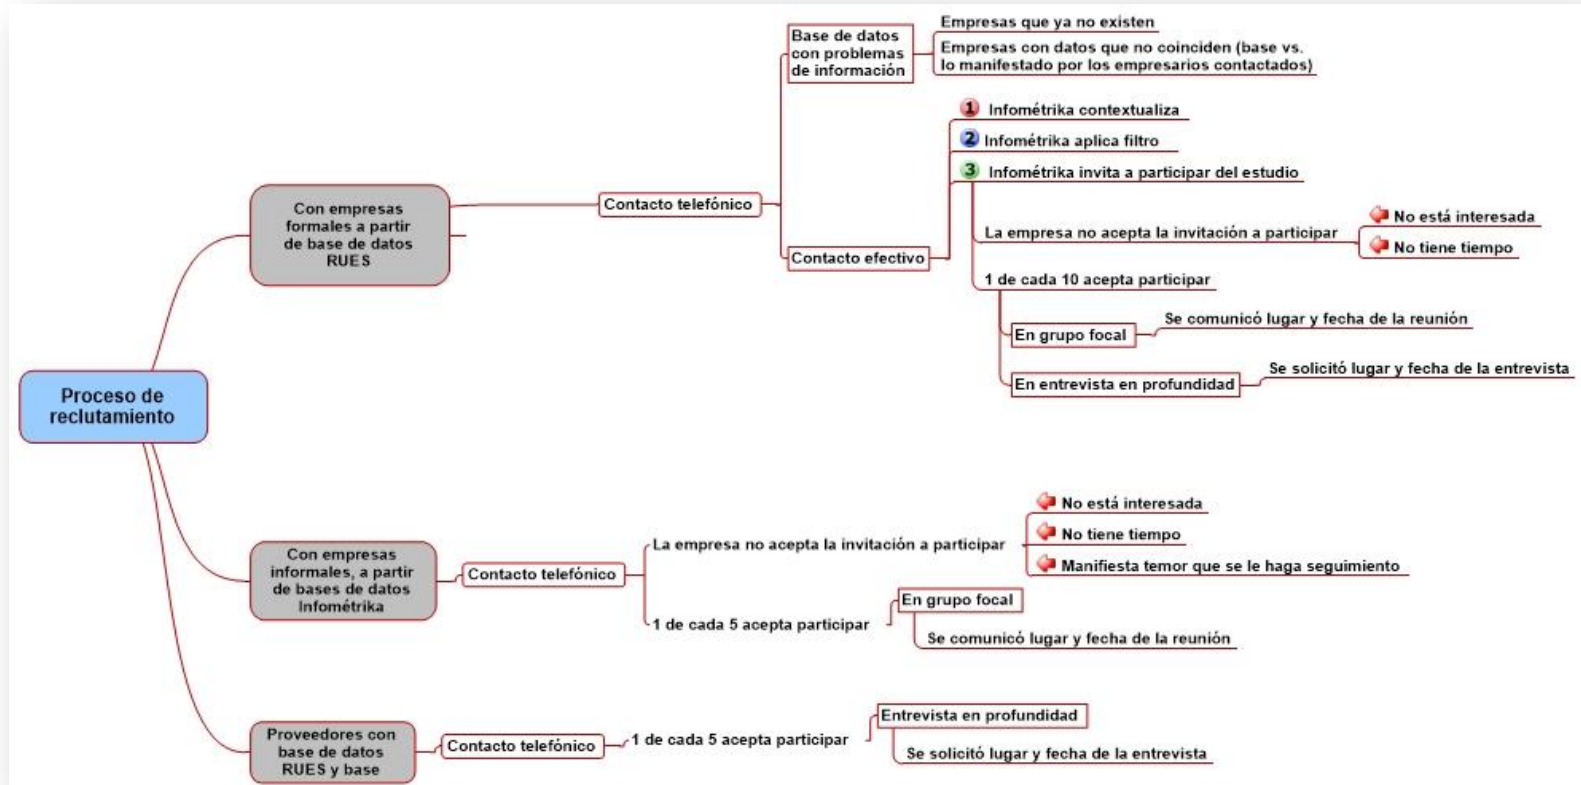 Proceso de
reclutamiento
Con empresas
formales a partir
de base de datos
RUES
Contacto telefónico
Base de datos
con problemas
de información
Empresas que ya no existen
Empresas con datos que no coinciden (base vs.
lo manifestado por los empresarios contactados)
Contacto efectivo
1 Infométrika contextualiza
2 Infométrika aplica filtro
3 Infométrika invita a participar del estudio
La empresa no acepta la invitación a participar
No está interesada
No tiene tiempo
1 de cada 10 acepta participar
En grupo focal
Se comunicó lugar y fecha de la reunión
En entrevista en profundidad
Se solicitó lugar y fecha de la entrevista
Con empresas
informales, a partir
de bases de datos
Infométrika
Contacto telefónico
La empresa no acepta la invitación a participar
No está interesada
No tiene tiempo
Manifiesta temor que se le haga seguimiento
1 de cada 5 acepta participar
En grupo focal
Se comunicó lugar y fecha de la reunión
Proveedores con
base de datos
RUES y base
Contacto telefónico
1 de cada 5 acepta participar
Entrevista en profundidad
Se solicitó lugar y fecha de la entrevista